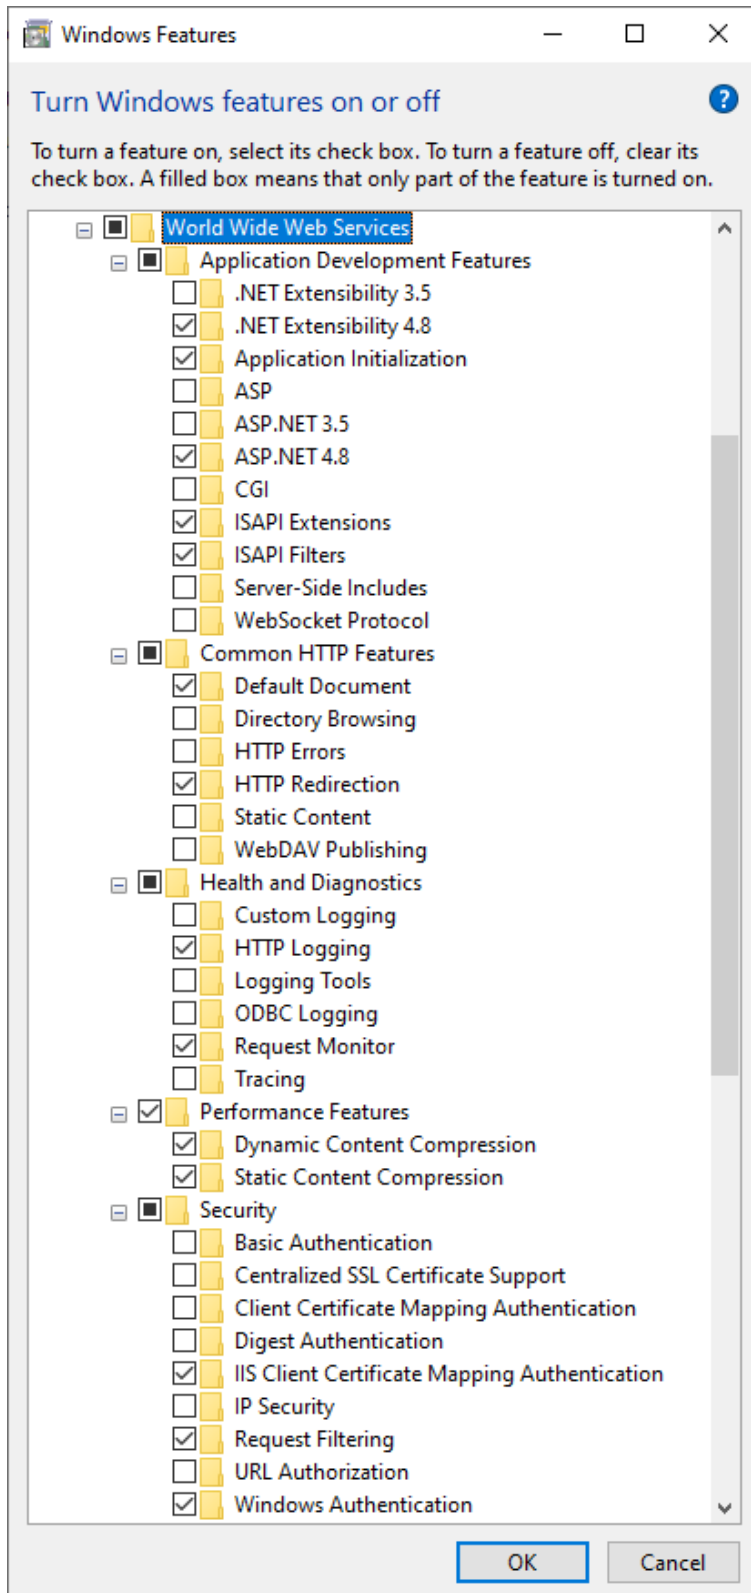 Windows Features
Turn Windows features on or off
To turn a feature on, select its check box. To turn a feature off, clear its
check box. A filled box means that only part of the feature is turned on.
World Wide Web Services
Application Development Features
.NET Extensibility 3.5
.NET Extensibility 4.8
Application Initialization
ASP
ASP.NET 3.5
ASP.NET 4.8
CGI
ISAPI Extensions
ISAPI Filters
Server-Side Includes
WebSocket Protocol
Common HTTP Features
Default Document
Directory Browsing
HTTP Errors
HTTP Redirection
Static Content
WebDAV Publishing
Health and Diagnostics
Custom Logging
HTTP Logging
Logging Tools
ODBC Logging
Request Monitor
Tracing
Performance Features
Dynamic Content Compression
Static Content Compression
Security
Basic Authentication
Centralized SSL Certificate Support
Client Certificate Mapping Authentication
Digest Authentication
IIS Client Certificate Mapping Authentication
IP Security
Request Filtering
URL Authorization
Windows Authentication
OK Cancel